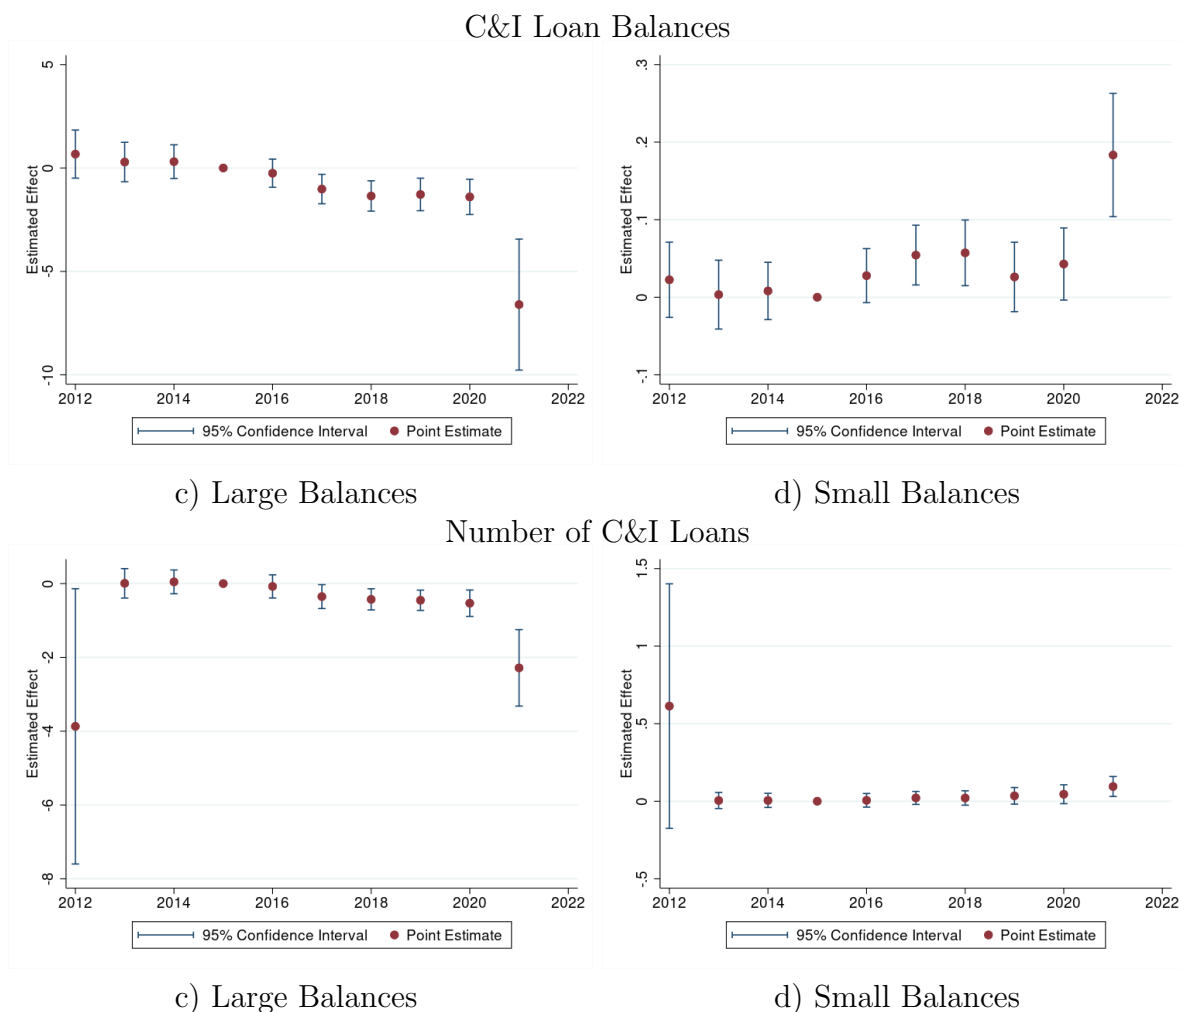 C&I Loan Balances
5
0
-5
-10
Estimated Effect
2012 2014 2016 2018 2020 2022
95% Confidence Interval Point Estimate
c) Large Balances
.3
.2
.1
0
-.1
Estimated Effect
2012 2014 2016 2018 2020 2022
95% Confidence Interval Point Estimate
d) Small Balances
Number of C&I Loans
0
-2
-4
-6
-8
Estimated Effect
2012 2014 2016 2018 2020 2022
95% Confidence Interval Point Estimate
c) Large Balances
1.5
1
.5
0
-.5
Estimated Effect
2012 2014 2016 2018 2020 2022
95% Confidence Interval Point Estimate
d) Small Balances